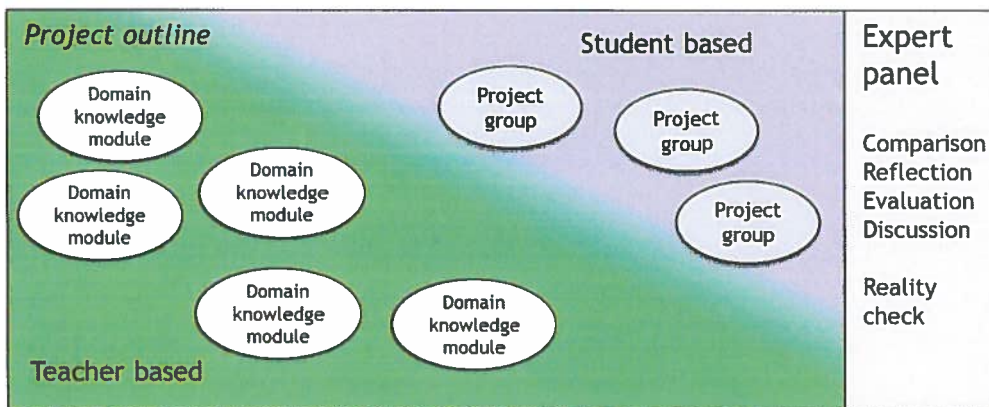 Project outline
Student based
Domain
knowledge
module
Domain
knowledge
module
Domain
knowledge
module
Domain
knowledge
module
Domain
knowledge
module
Teacher based
Project
group
Project
group
Project
group
Expert
panel
Comparison
Reflection
Evaluation
Discussion
Reality
check